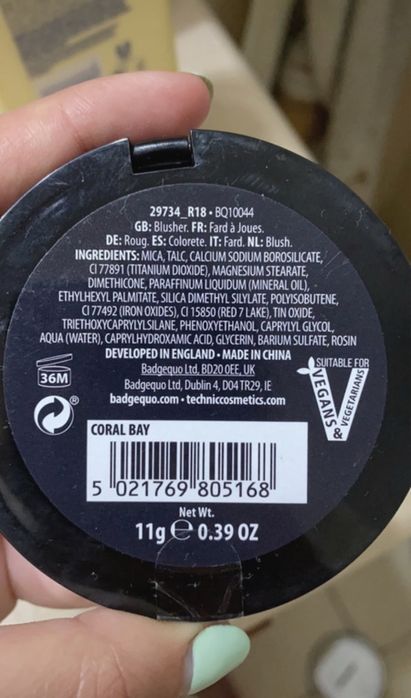 29734_R18 • BQ10044
GB: Blusher. FR: Fard à Joues.
DE: Roug. ES: Colorete. IT: Fard. NL: Blush.
INGREDIENTS: MICA, TALC, CALCIUM SODIUM BOROSILICATE,
CI 77891 (TITANIUM DIOXIDE), MAGNESIUM STEARATE,
DIMETHICONE, PARAFFINUM LIQUIDUM (MINERAL OIL),
ETHYLHEXYL PALMITATE, SILICA DIMETHYL SILYLATE, POLYISOBUTENE,
CI 77492 (IRON OXIDES), CI 15850 (RED 7 LAKE), TIN OXIDE,
TRIETHOXYCAPRYLYLSILANE, PHENOXYETHANOL, CAPRYLYL GLYCOL,
AQUA (WATER), CAPRYLHYDROXAMIC ACID, GLYCERIN, BARIUM SULFATE, ROSIN
DEVELOPED IN ENGLAND • MADE IN CHINA
Badgequo Ltd, BD20 0EE, UK
Badgequo Ltd, Dublin 4, D04 TR29, IE
badgequo.com • techniccosmetics.com
36M
SUITABLE FOR
VEGANS
&
VEGETARIANS
CORAL BAY
5 021769 805168
Net Wt.
11g ℮ 0.39 OZ